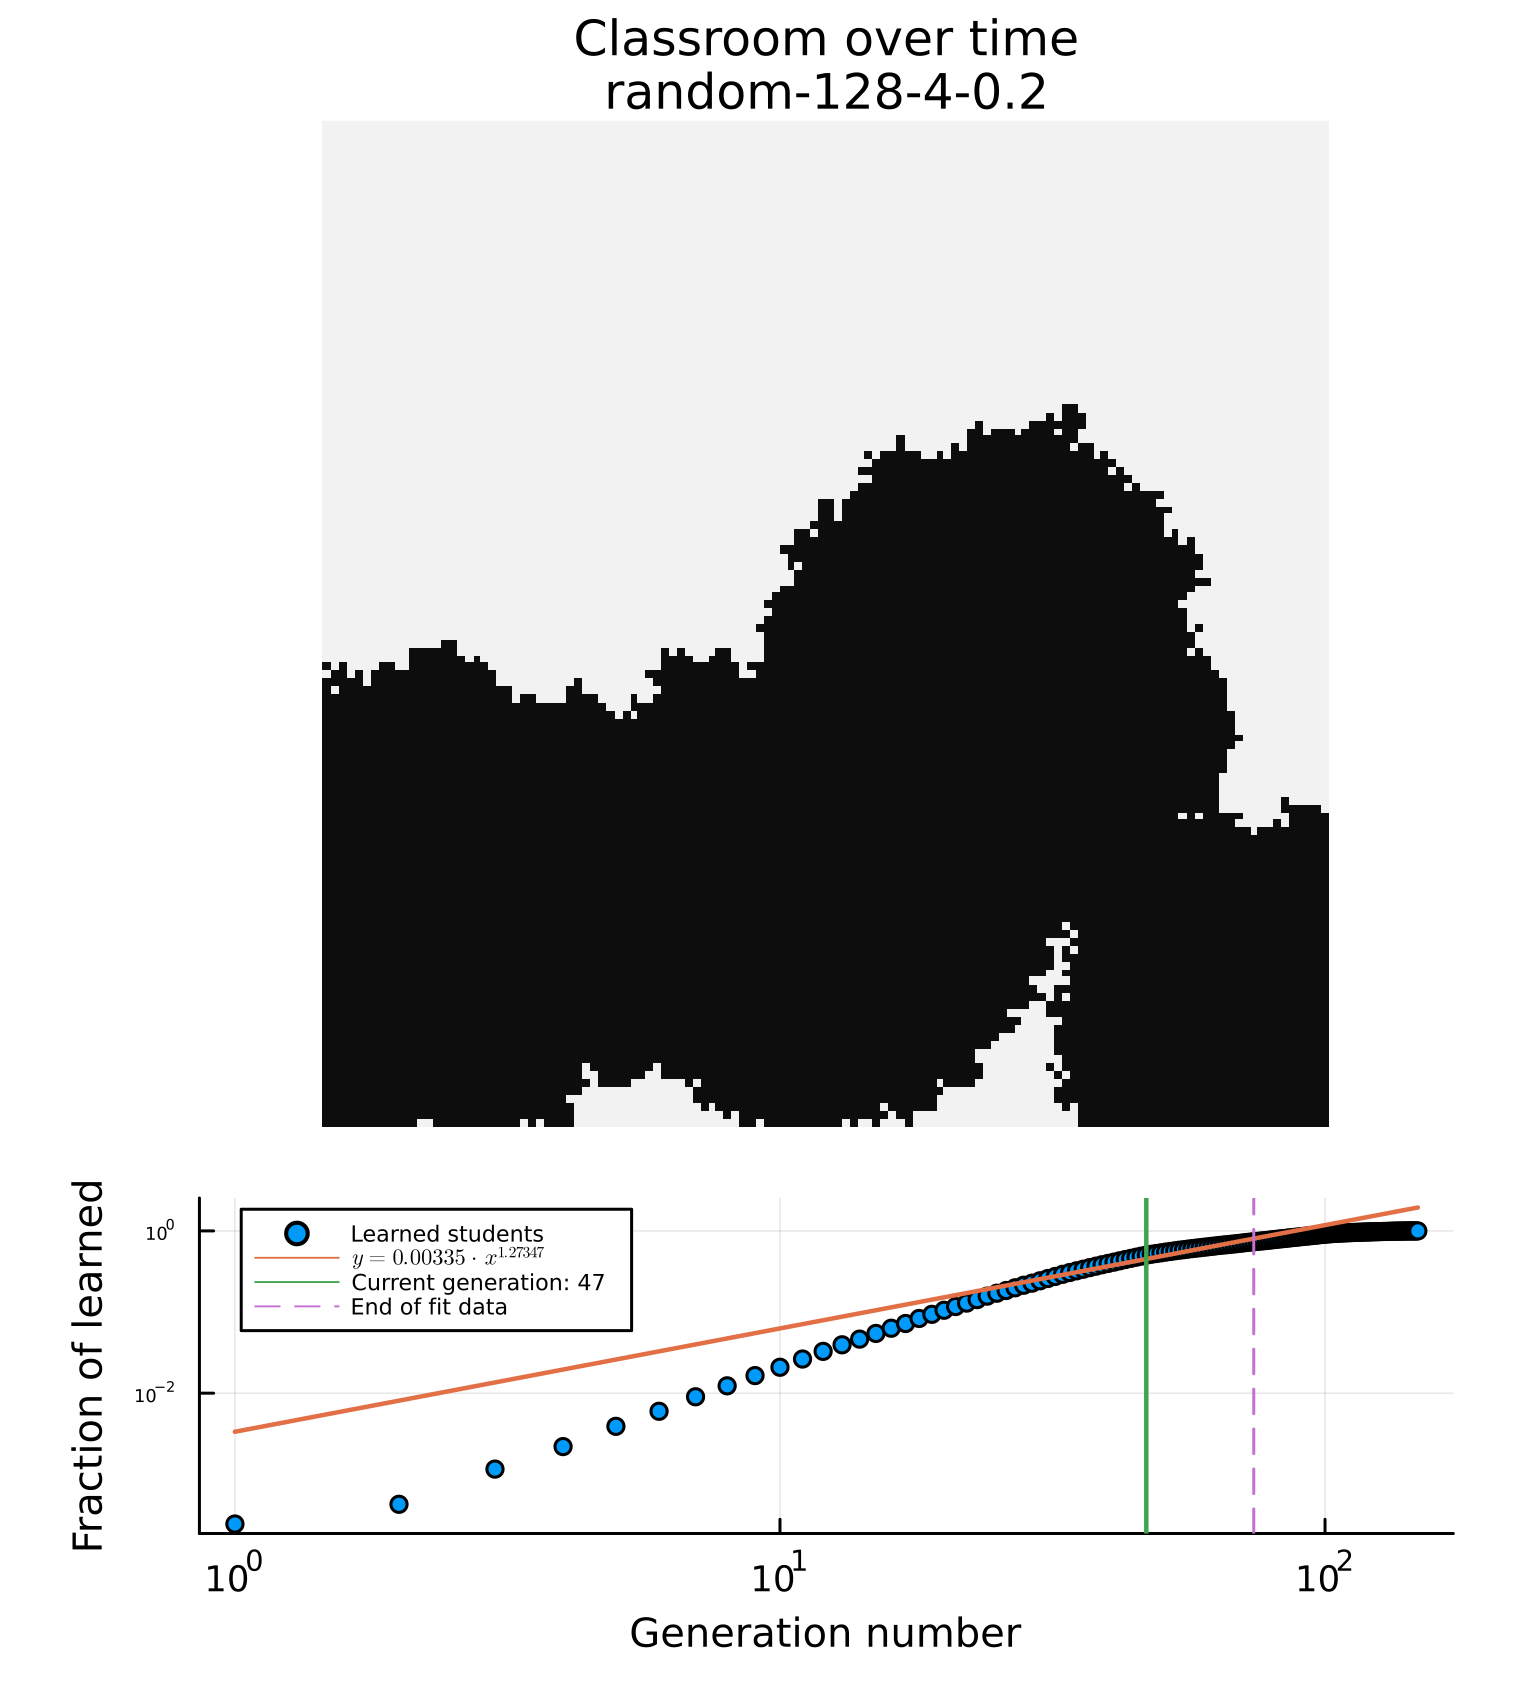 Classroom over time
random-128-4-0.2
Fraction of learned
10^0
10^−2
Learned students
y = 0.00335 · x^1.27347
Current generation: 47
End of fit data
10^0 10^1 10^2
Generation number